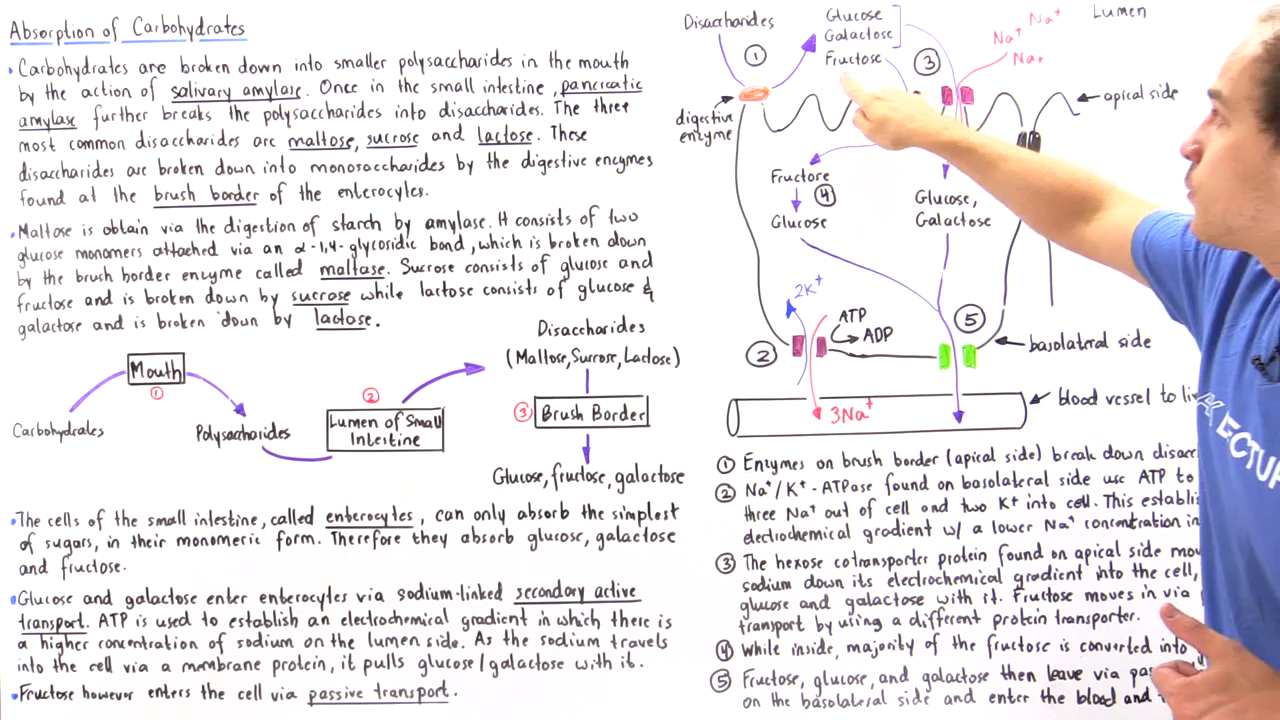 Absorption of Carbohydrates
• Carbohydrates are broken down into smaller polysaccharides in the mouth
by the action of salivary amylase. Once in the small intestine, pancreatic
amylase further breaks the polysaccharides into disaccharides. The three
most common disaccharides are maltose, sucrose and lactose. These
disaccharides are broken down into monosaccharides by the digestive enzymes
found at the brush border of the enterocytes.
• Maltose is obtain via the digestion of starch by amylase. It consists of two
glucose monomers attached via an α-1,4-glycosidic bond, which is broken down
by the brush border enzyme called maltase. Sucrose consists of glucose and
fructose and is broken down by sucrose while lactose consists of glucose &
galactose and is broken down by lactose.
Mouth
①
Carbohydrates
Polysaccharides
②
Lumen of Small
Intestine
Disaccharides
(Maltose, Sucrose, Lactose)
③ Brush Border
Glucose, fructose, galactose
• The cells of the small intestine, called enterocytes, can only absorb the simplest
of sugars, in their monomeric form. Therefore they absorb glucose, galactose
and fructose.
• Glucose and galactose enter enterocytes via sodium-linked secondary active
transport. ATP is used to establish an electrochemical gradient in which there is
a higher concentration of sodium on the lumen side. As the sodium travels
into the cell via a membrane protein, it pulls glucose/galactose with it.
• Fructose however enters the cell via passive transport.
Disaccharides
①
Glucose
Galactose
Fructose
③
Na+
Na+
Na+
Lumen
digestive
enzyme
apical side
Fructose
④
Glucose
Glucose,
Galactose
2K+
ATP
ADP
②
⑤
basolateral side
3Na+
blood vessel to
① Enzymes on brush border (apical side) break down
② Na+/K+-ATPase found on basolateral side use ATP to
three Na+ out of cell and two K+ into cell. This
electrochemical gradient w/ a lower Na+ concentration in
③ The hexose cotransporter protein found on apical side
sodium down its electrochemical gradient into the cell,
glucose and galactose with it. Fructose moves in via
transport by using a different protein transporter.
④ While inside, majority of the fructose is converted into
⑤ Fructose, glucose, and galactose then leave via
on the basolateral side and enter the blood and